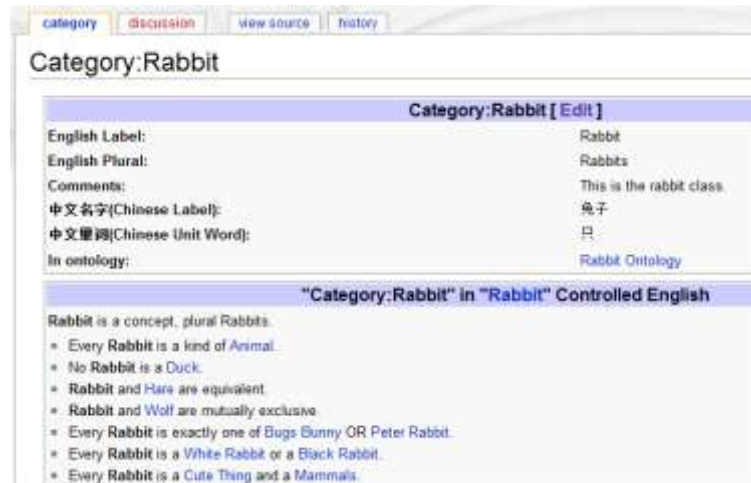 category discussion view source history
Category:Rabbit
Category:Rabbit [ Edit ]
English Label: Rabbit
English Plural: Rabbits
Comments: This is the rabbit class.
中文名字(Chinese Label): 兔子
中文量词(Chinese Unit Word): 只
In ontology: Rabbit Ontology
"Category:Rabbit" in "Rabbit" Controlled English
Rabbit is a concept, plural Rabbits.
Every Rabbit is a kind of Animal.
No Rabbit is a Duck.
Rabbit and Hare are equivalent.
Rabbit and Wolf are mutually exclusive.
Every Rabbit is exactly one of Bugs Bunny OR Peter Rabbit.
Every Rabbit is a White Rabbit or a Black Rabbit.
Every Rabbit is a Cute Thing and a Mammals.